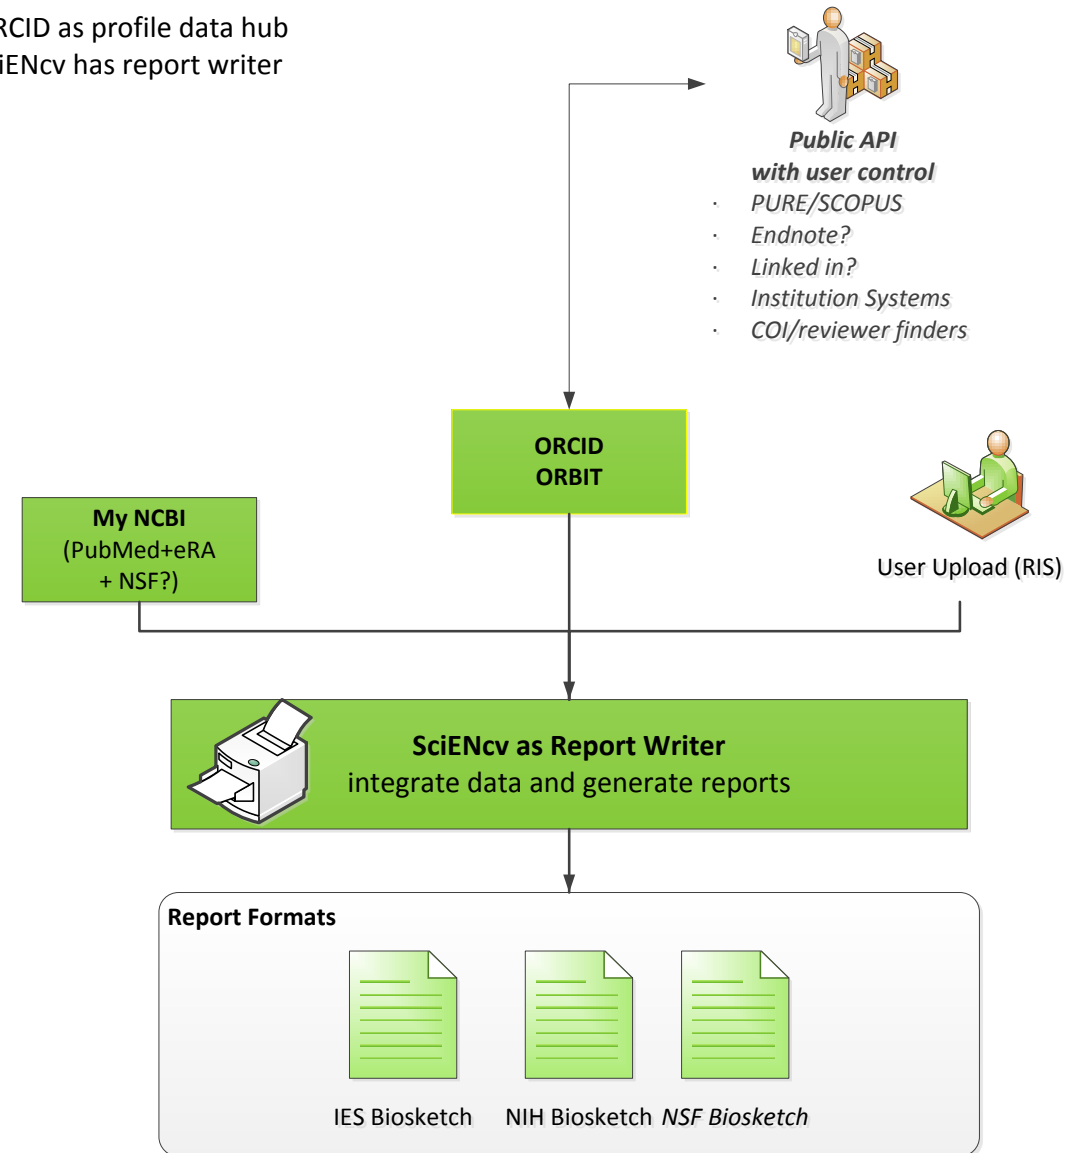 RCID as profile data hub
iENcv has report writer
Public API
with user control
· PURE/SCOPUS
· Endnote?
· Linked in?
· Institution Systems
· COI/reviewer finders
ORCID
ORBIT
My NCBI
(PubMed+eRA
+ NSF?)
User Upload (RIS)
SciENcv as Report Writer
integrate data and generate reports
Report Formats
IES Biosketch
NIH Biosketch
NSF Biosketch